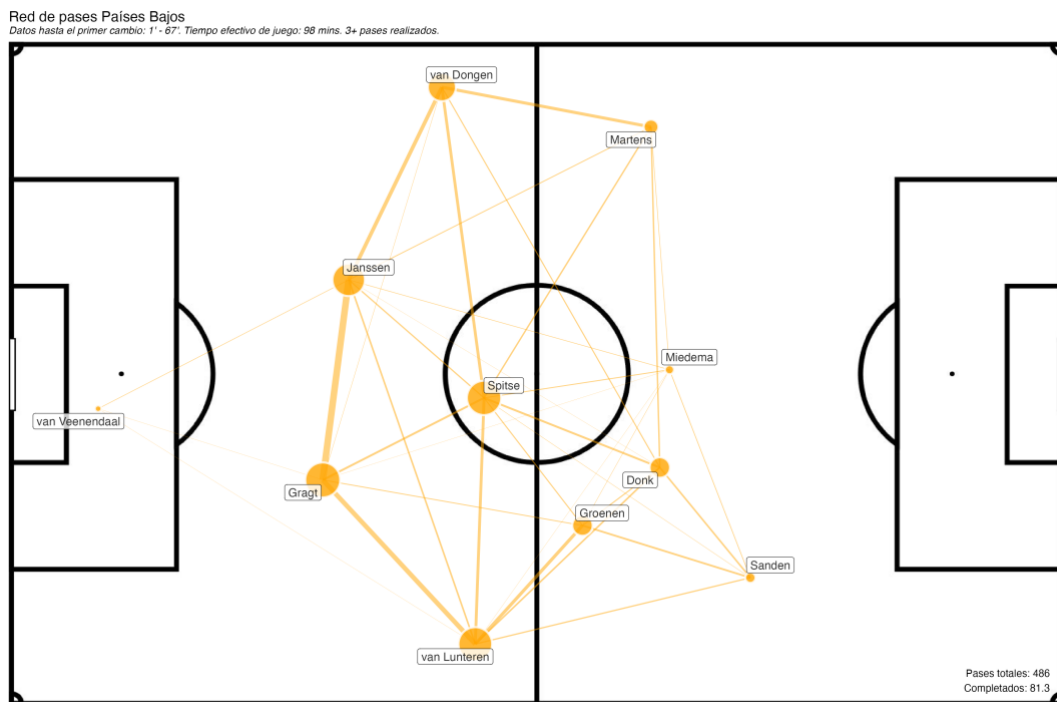 Red de pases Países Bajos
Datos hasta el primer cambio: 1' - 67'. Tiempo efectivo de juego: 98 mins. 3+ pases realizados.
van Dongen
Martens
Janssen
Miedema
Spitse
van Veenendaal
Donk
Gragt
Groenen
Sanden
van Lunteren
Pases totales: 486
Completados: 81.3